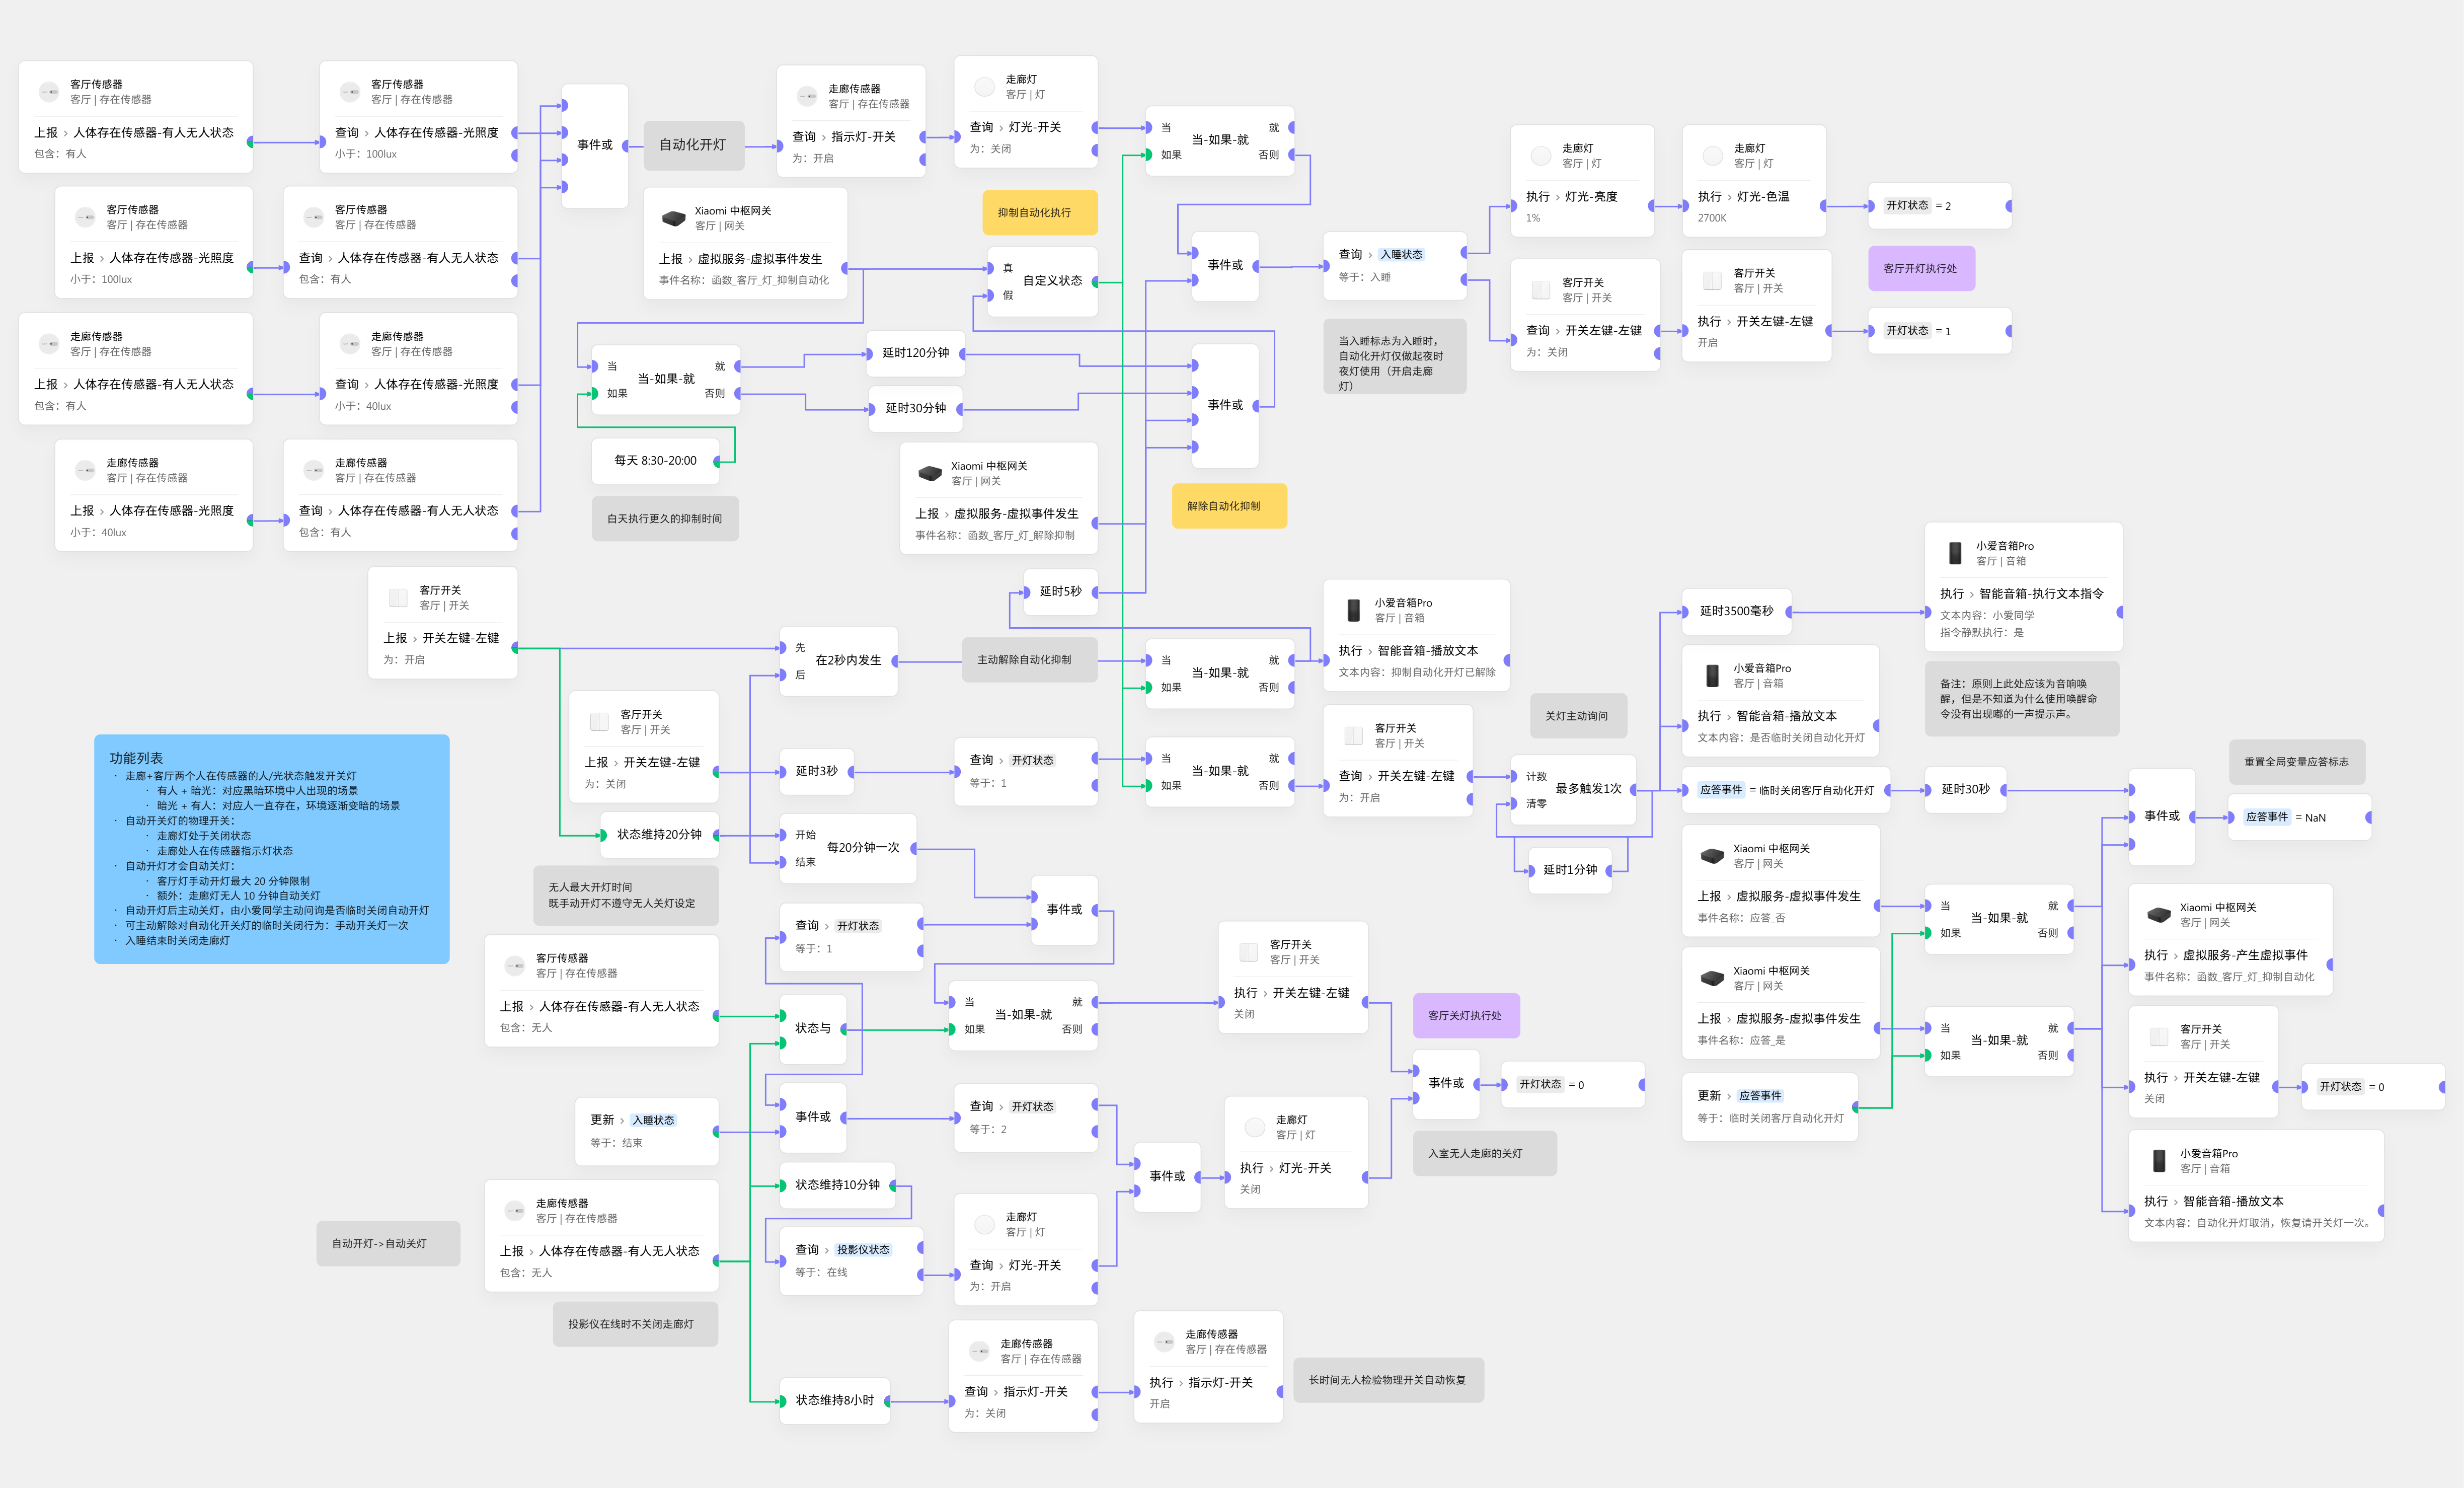 客厅传感器
客厅 | 存在传感器
上报 › 人体存在传感器-有人无人状态
包含：有人
客厅传感器
客厅 | 存在传感器
查询 › 人体存在传感器-光照度
小于：100lux
事件或
自动化开灯
走廊传感器
客厅 | 存在传感器
查询 › 指示灯-开关
为：开启
走廊灯
客厅 | 灯
查询 › 灯光-开关
为：关闭
当
如果
当-如果-就
就
否则
客厅传感器
客厅 | 存在传感器
上报 › 人体存在传感器-光照度
小于：100lux
客厅传感器
客厅 | 存在传感器
查询 › 人体存在传感器-有人无人状态
包含：有人
Xiaomi 中枢网关
客厅 | 网关
上报 › 虚拟服务-虚拟事件发生
事件名称：函数_客厅_灯_抑制自动化
抑制自动化执行
真
假
自定义状态
事件或
查询 › 入睡状态
等于：入睡
当入睡标志为入睡时，
自动化开灯仅做起夜时
夜灯使用（开启走廊
灯）
走廊灯
客厅 | 灯
执行 › 灯光-亮度
1%
走廊灯
客厅 | 灯
执行 › 灯光-色温
2700K
开灯状态 = 2
客厅开灯执行处
客厅开关
客厅 | 开关
查询 › 开关左键-左键
为：关闭
客厅开关
客厅 | 开关
执行 › 开关左键-左键
开启
开灯状态 = 1
走廊传感器
客厅 | 存在传感器
上报 › 人体存在传感器-有人无人状态
包含：有人
走廊传感器
客厅 | 存在传感器
查询 › 人体存在传感器-光照度
小于：40lux
当
如果
当-如果-就
就
否则
延时120分钟
延时30分钟
事件或
每天 8:30-20:00
白天执行更久的抑制时间
走廊传感器
客厅 | 存在传感器
上报 › 人体存在传感器-光照度
小于：40lux
走廊传感器
客厅 | 存在传感器
查询 › 人体存在传感器-有人无人状态
包含：有人
Xiaomi 中枢网关
客厅 | 网关
上报 › 虚拟服务-虚拟事件发生
事件名称：函数_客厅_灯_解除抑制
解除自动化抑制
延时5秒
客厅开关
客厅 | 开关
上报 › 开关左键-左键
为：开启
先
后
在2秒内发生
主动解除自动化抑制
当
如果
当-如果-就
就
否则
小爱音箱Pro
客厅 | 音箱
执行 › 智能音箱-播放文本
文本内容：抑制自动化开灯已解除
延时3500毫秒
小爱音箱Pro
客厅 | 音箱
执行 › 智能音箱-执行文本指令
文本内容：小爱同学
指令静默执行：是
备注：原则上此处应该为音响唤
醒，但是不知道为什么使用唤醒命
令没有出现嘟的一声提示声。
小爱音箱Pro
客厅 | 音箱
执行 › 智能音箱-播放文本
文本内容：是否临时关闭自动化开灯
客厅开关
客厅 | 开关
上报 › 开关左键-左键
为：关闭
延时3秒
查询 › 开灯状态
等于：1
当
如果
当-如果-就
就
否则
客厅开关
客厅 | 开关
查询 › 开关左键-左键
为：开启
关灯主动询问
计数
清零
最多触发1次
延时1分钟
应答事件 = 临时关闭客厅自动化开灯
延时30秒
事件或
重置全局变量应答标志
应答事件 = NaN
功能列表
· 走廊+客厅两个人在传感器的人/光状态触发开关灯
· 有人 + 暗光：对应黑暗环境中人出现的场景
· 暗光 + 有人：对应人一直存在，环境逐渐变暗的场景
· 自动开关灯的物理开关：
· 走廊灯处于关闭状态
· 走廊处人在传感器指示灯状态
· 自动开灯才会自动关灯：
· 客厅灯手动开灯最大 20 分钟限制
· 额外：走廊灯无人 10 分钟自动关灯
· 自动开灯后主动关灯，由小爱同学主动问询是否临时关闭自动开灯
· 可主动解除对自动化开关灯的临时关闭行为：手动开关灯一次
· 入睡结束时关闭走廊灯
状态维持20分钟
无人最大开灯时间
既手动开灯不遵守无人关灯设定
开始
结束
每20分钟一次
查询 › 开灯状态
等于：1
事件或
Xiaomi 中枢网关
客厅 | 网关
上报 › 虚拟服务-虚拟事件发生
事件名称：应答_否
当
如果
当-如果-就
就
否则
Xiaomi 中枢网关
客厅 | 网关
执行 › 虚拟服务-产生虚拟事件
事件名称：函数_客厅_灯_抑制自动化
客厅传感器
客厅 | 存在传感器
上报 › 人体存在传感器-有人无人状态
包含：无人
状态与
当
如果
当-如果-就
就
否则
客厅开关
客厅 | 开关
执行 › 开关左键-左键
关闭
客厅关灯执行处
事件或
开灯状态 = 0
入室无人走廊的关灯
Xiaomi 中枢网关
客厅 | 网关
上报 › 虚拟服务-虚拟事件发生
事件名称：应答_是
当
如果
当-如果-就
就
否则
客厅开关
客厅 | 开关
执行 › 开关左键-左键
关闭
开灯状态 = 0
更新 › 应答事件
等于：临时关闭客厅自动化开灯
小爱音箱Pro
客厅 | 音箱
执行 › 智能音箱-播放文本
文本内容：自动化开灯取消，恢复请开关灯一次。
更新 › 入睡状态
等于：结束
事件或
查询 › 开灯状态
等于：2
事件或
走廊灯
客厅 | 灯
执行 › 灯光-开关
关闭
自动开灯->自动关灯
走廊传感器
客厅 | 存在传感器
上报 › 人体存在传感器-有人无人状态
包含：无人
状态维持10分钟
查询 › 投影仪状态
等于：在线
走廊灯
客厅 | 灯
查询 › 灯光-开关
为：开启
投影仪在线时不关闭走廊灯
状态维持8小时
走廊传感器
客厅 | 存在传感器
查询 › 指示灯-开关
为：关闭
走廊传感器
客厅 | 存在传感器
执行 › 指示灯-开关
开启
长时间无人检验物理开关自动恢复